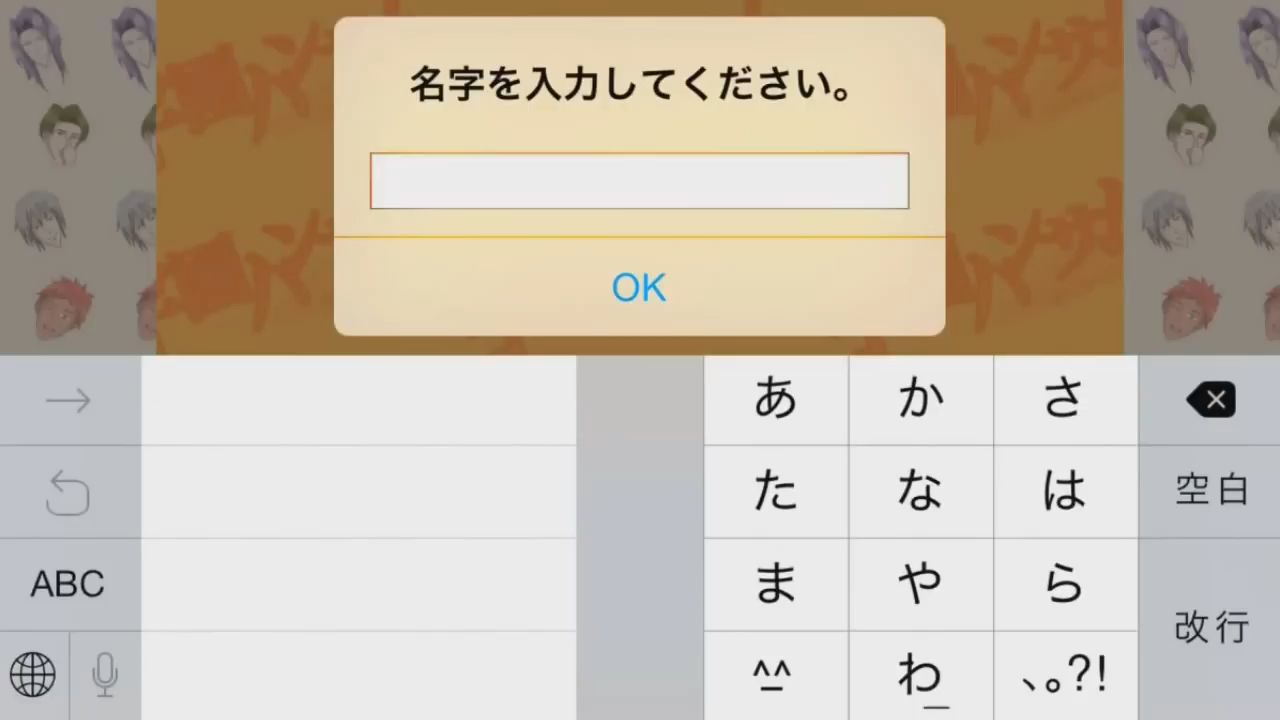 名字を入力してください。
OK
→
あ か さ
た な は 空白
ABC ま や ら 改行
^_^ わ_ 、。?!